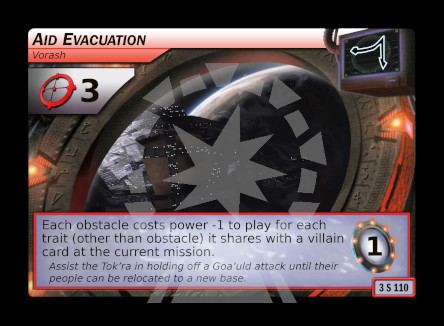 AID EVACUATION
Vorash
3
Each obstacle costs power -1 to play for each
trait (other than obstacle) it shares with a villain
card at the current mission.
1
Assist the Tok'ra in holding off a Goa'uld attack until their
people can be relocated to a new base.
3 S 110